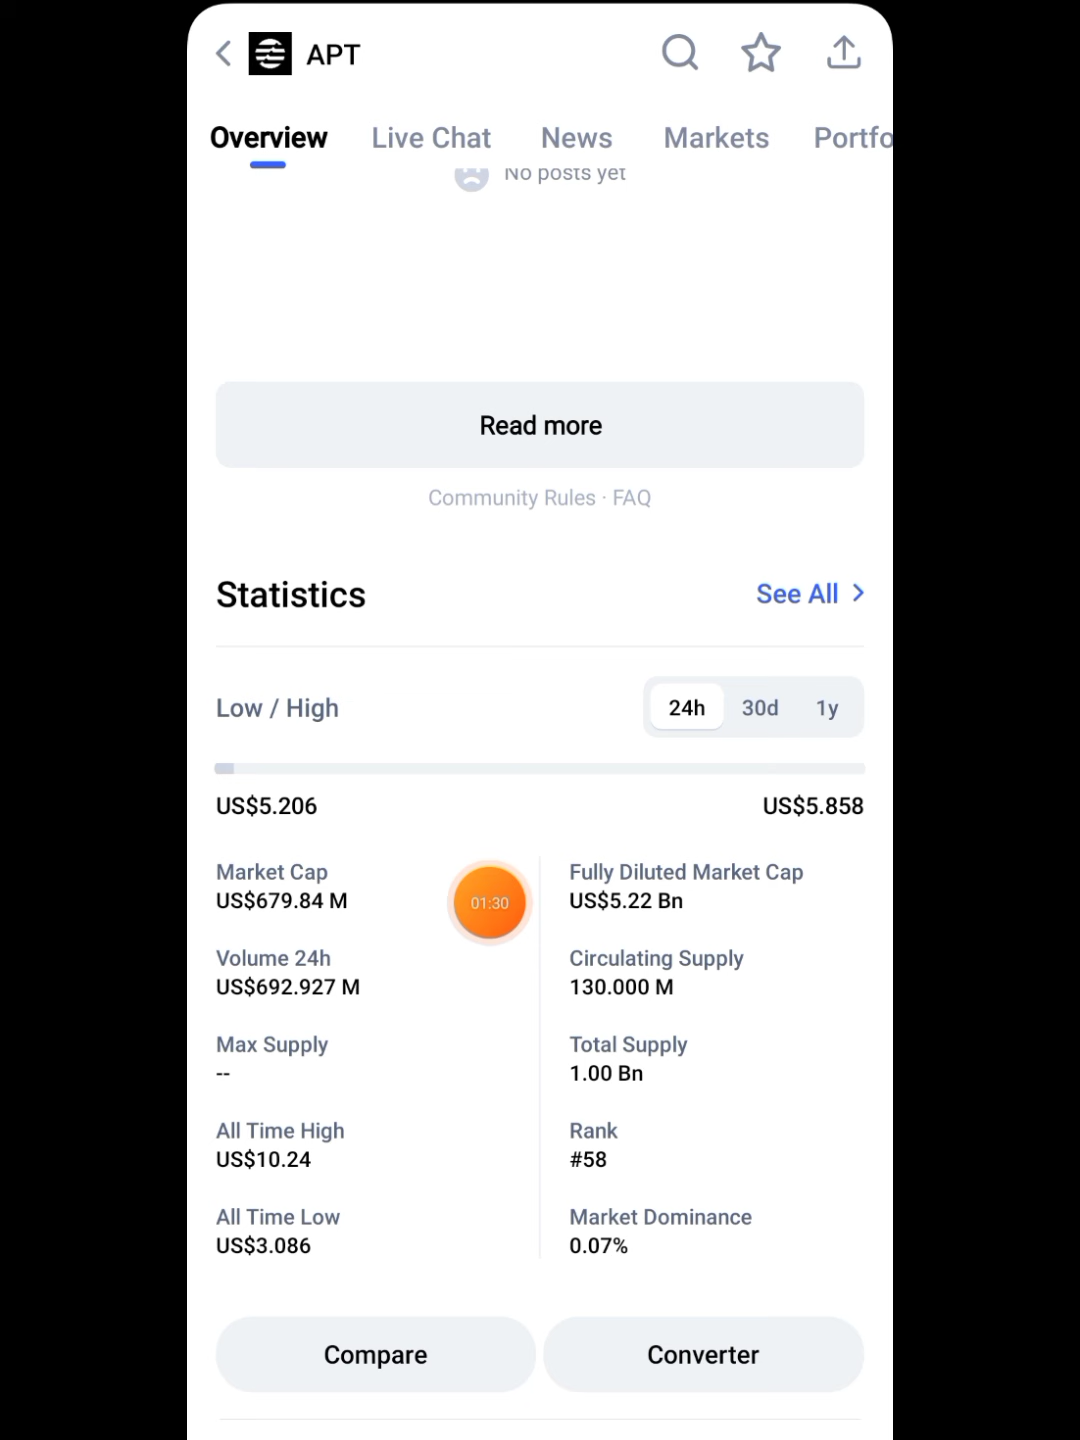 APT
Overview Live Chat News Markets Portfo
No posts yet
Read more
Community Rules · FAQ
Statistics
See All
Low / High
24h 30d 1y
US$5.206 US$5.858
Market Cap
US$679.84 M
Fully Diluted Market Cap
US$5.22 Bn
01:30
Volume 24h
US$692.927 M
Circulating Supply
130.000 M
Max Supply
--
Total Supply
1.00 Bn
All Time High
US$10.24
Rank
#58
All Time Low
US$3.086
Market Dominance
0.07%
Compare
Converter